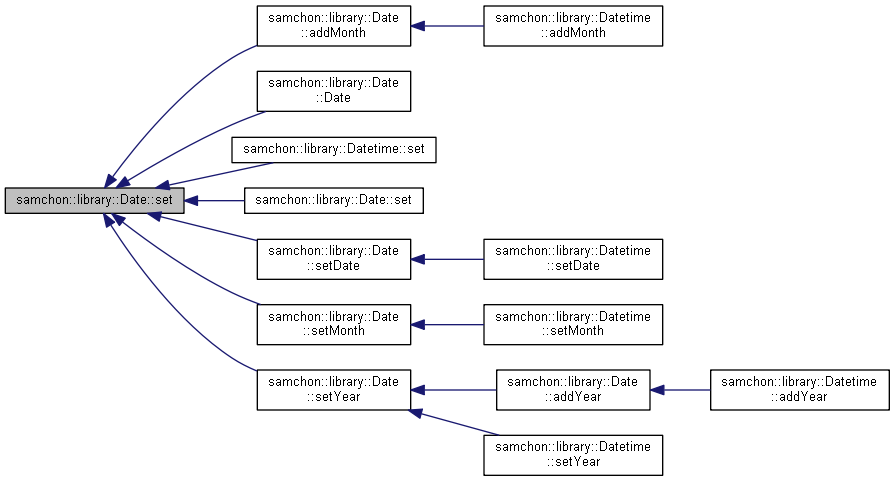 samchon::library::Date
::addMonth
samchon::library::Datetime
::addMonth
samchon::library::Date
::Date
samchon::library::Datetime::set
samchon::library::Date::set
samchon::library::Date::set
samchon::library::Date
::setDate
samchon::library::Datetime
::setDate
samchon::library::Date
::setMonth
samchon::library::Datetime
::setMonth
samchon::library::Date
::setYear
samchon::library::Date
::addYear
samchon::library::Datetime
::addYear
samchon::library::Datetime
::setYear